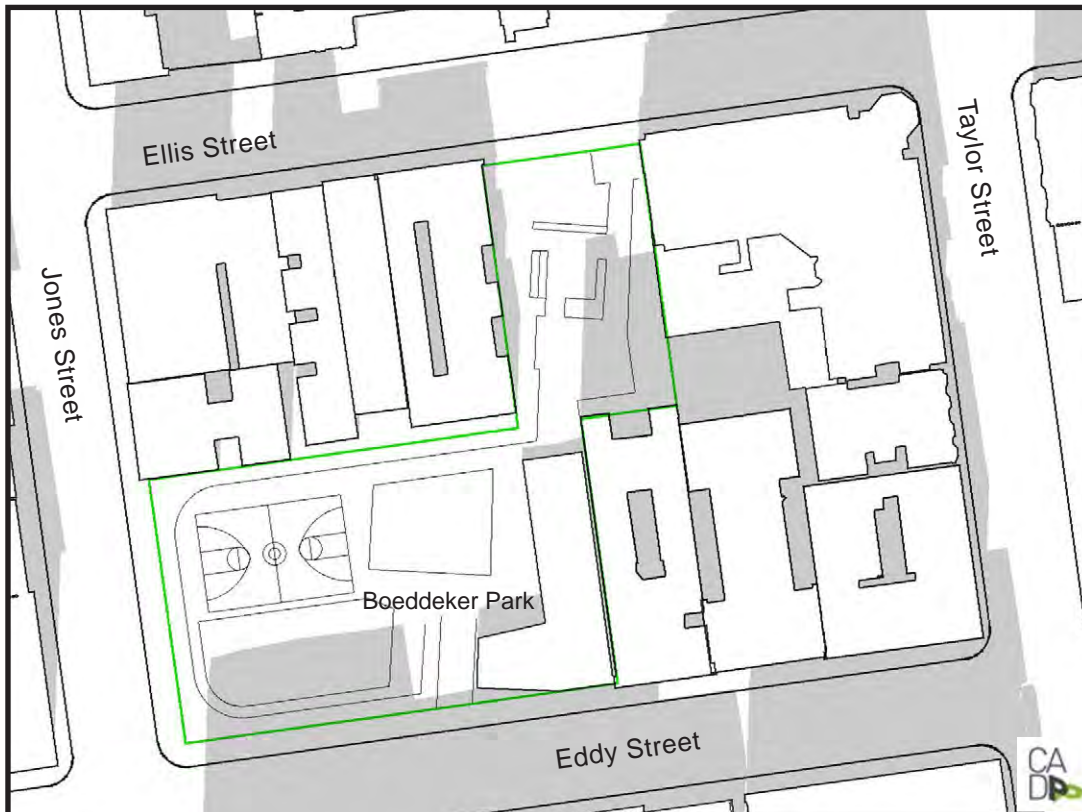 Ellis Street
Taylor Street
Jones Street
Boeddeker Park
Eddy Street
CA
DP